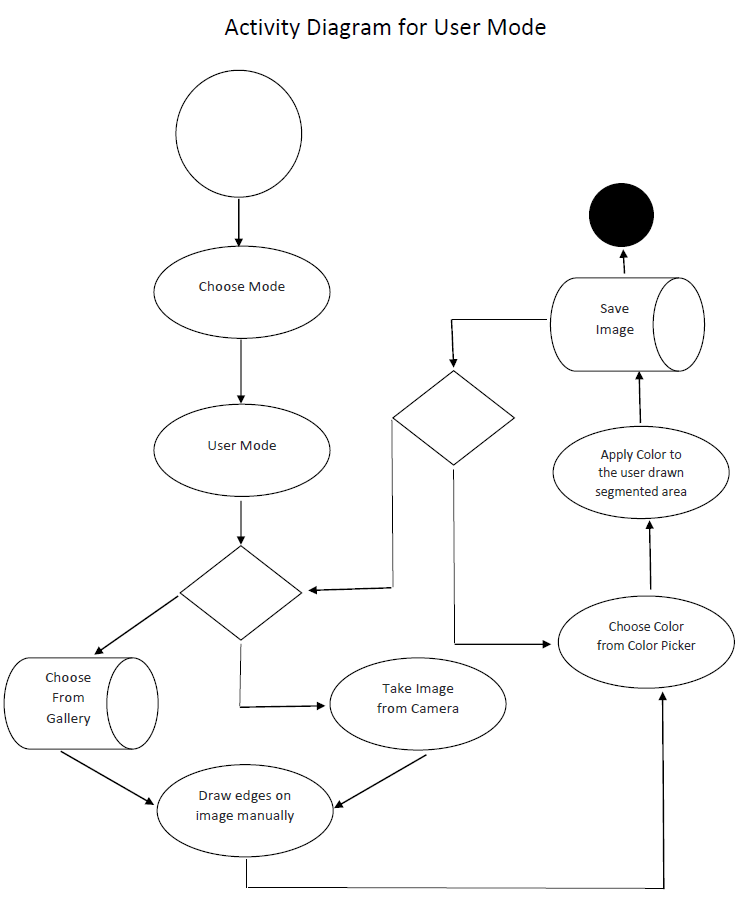 Activity Diagram for User Mode
Choose Mode
User Mode
Choose
From
Gallery
Take Image
from Camera
Draw edges on
image manually
Choose Color
from Color Picker
Apply Color to
the user drawn
segmented area
Save
Image